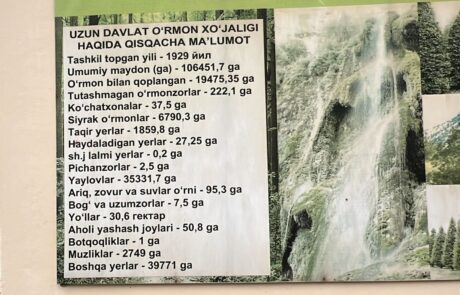 UZUN DAVLAT O‘RMON XO‘JALIGI
HAQIDA QISQACHA MA’LUMOT
Tashkil topgan yili - 1929 йил
Umumiy maydon (ga) - 106451,7 ga
O‘rmon bilan qoplangan - 19475,35 ga
Tutashmagan o‘rmonzorlar - 222,1 ga
Ko‘chatxonalar - 37,5 ga
Siyrak o‘rmonlar - 6790,3 ga
Taqir yerlar - 1859,8 ga
Haydaladigan yerlar - 27,25 ga
sh.j lalmi yerlar - 0,2 ga
Pichanzorlar - 2,5 ga
Yaylovlar - 35331,7 ga
Ariq, zovur va suvlar o‘rni - 95,3 ga
Bog‘ va uzumzorlar - 7,5 ga
Yo‘llar - 30,6 гектар
Aholi yashash joylari - 50,8 ga
Botqoqliklar - 1 ga
Muzliklar - 2749 ga
Boshqa yerlar - 39771 ga